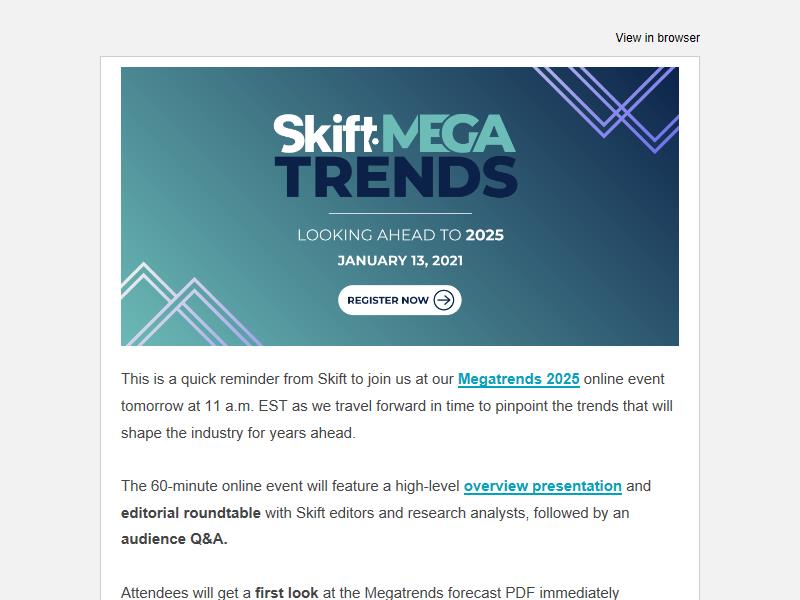 View in browser
Skift: MEGA
TRENDS
LOOKING AHEAD TO 2025
JANUARY 13, 2021
REGISTER NOW
This is a quick reminder from Skift to join us at our Megatrends 2025 online event
tomorrow at 11 a.m. EST as we travel forward in time to pinpoint the trends that will
shape the industry for years ahead.
The 60-minute online event will feature a high-level overview presentation and
editorial roundtable with Skift editors and research analysts, followed by an
audience Q&A.
Attendees will get a first look at the Megatrends forecast PDF immediately